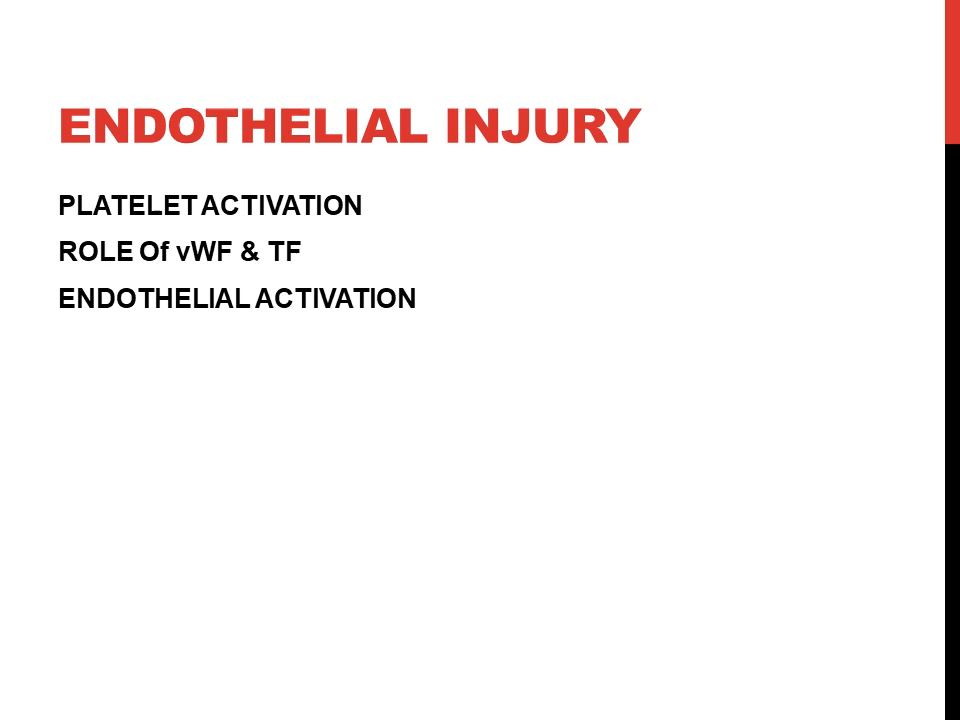 ENDOTHELIAL INJURY
PLATELET ACTIVATION
ROLE Of vWF & TF
ENDOTHELIAL ACTIVATION